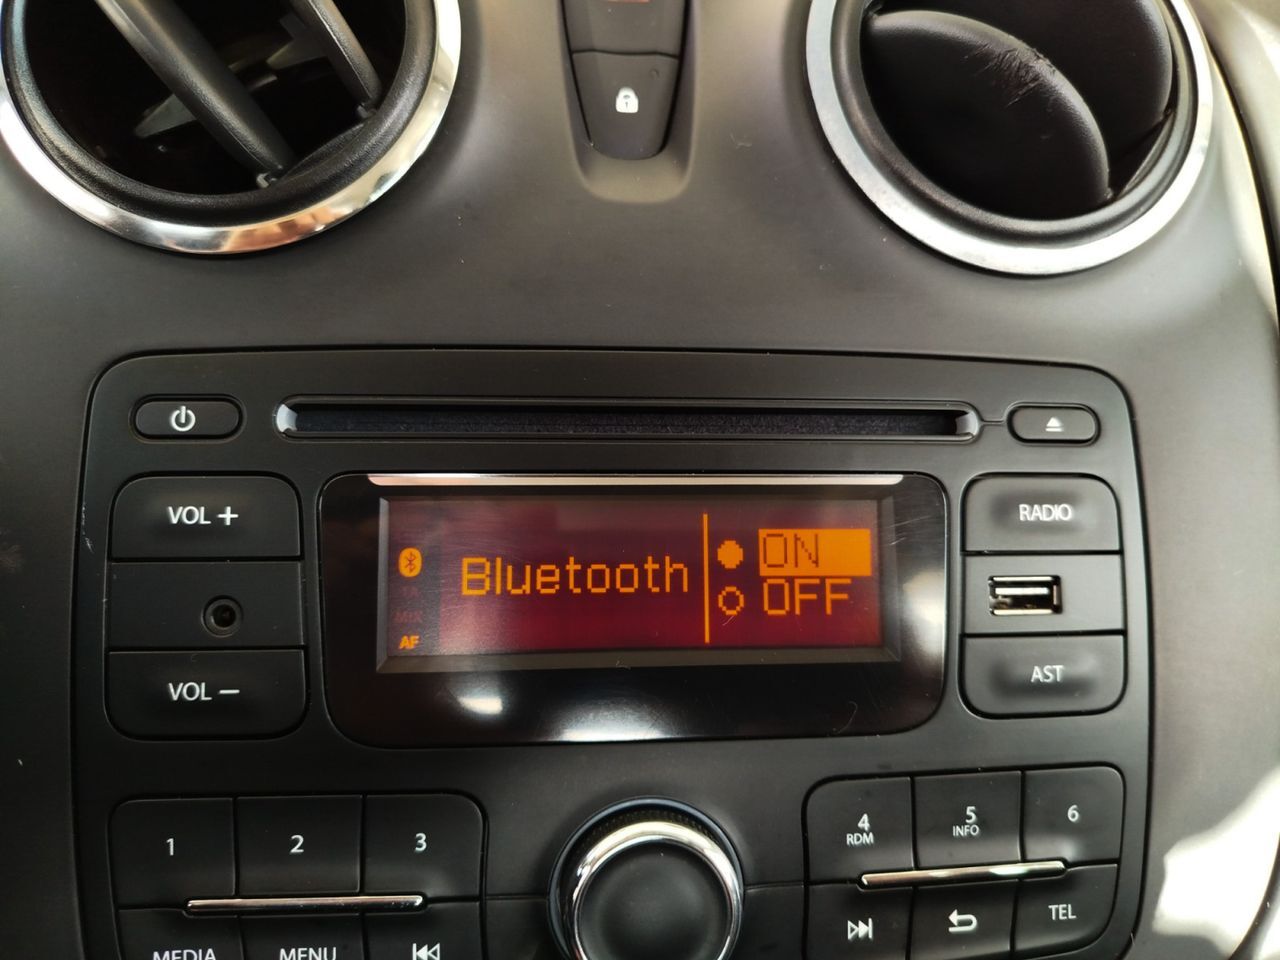 VOL +
RADIO
Bluetooth
ON
OFF
AF
VOL −
AST
1
2
3
4
RDM
5
INFO
6
MEDIA
MENU
TEL